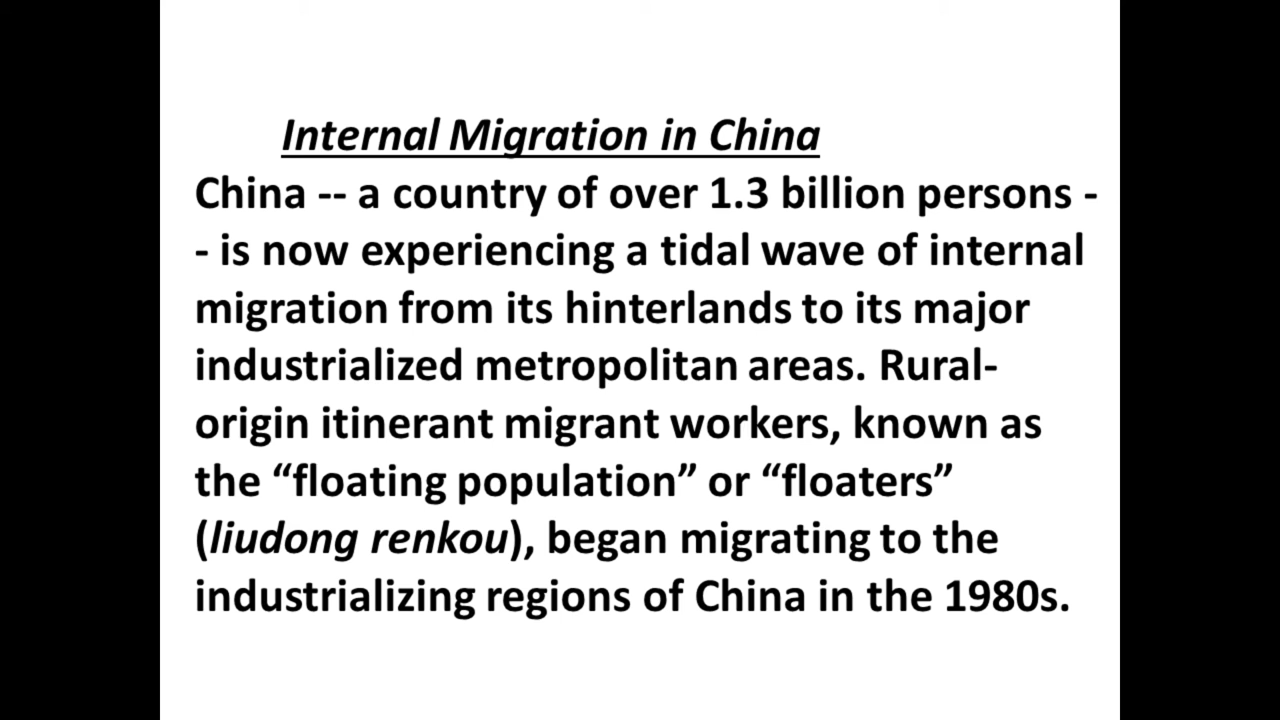 Internal Migration in China
China -- a country of over 1.3 billion persons -
- is now experiencing a tidal wave of internal
migration from its hinterlands to its major
industrialized metropolitan areas. Rural-
origin itinerant migrant workers, known as
the “floating population” or “floaters”
(liudong renkou), began migrating to the
industrializing regions of China in the 1980s.